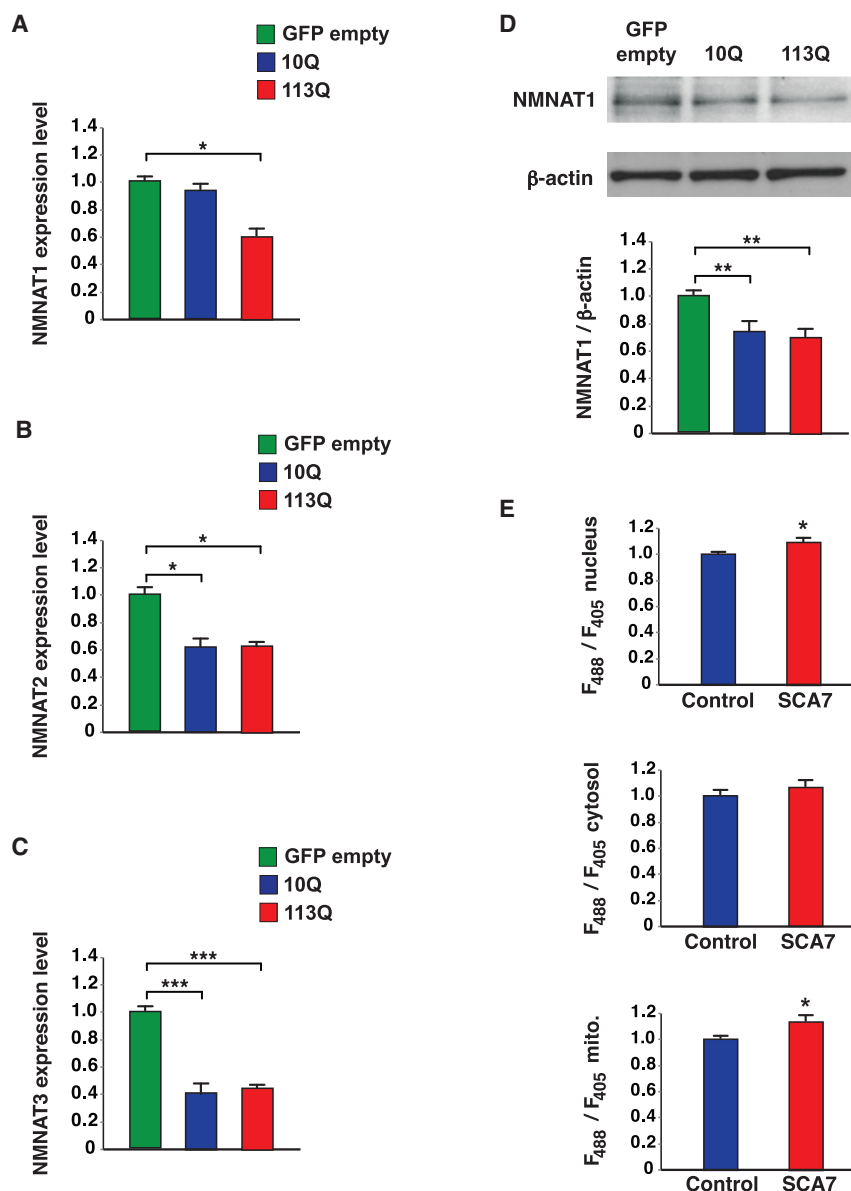 A
GFP empty
10Q
113Q
NMNAT1 expression level
1.4
1.2
1.0
0.8
0.6
0.4
0.2
0
*
B
GFP empty
10Q
113Q
NMNAT2 expression level
1.4
1.2
1.0
0.8
0.6
0.4
0.2
0
*
*
C
GFP empty
10Q
113Q
NMNAT3 expression level
1.4
1.2
1.0
0.8
0.6
0.4
0.2
0
***
***
D
GFP
empty 10Q 113Q
NMNAT1
β-actin
NMNAT1 / β-actin
1.4
1.2
1.0
0.8
0.6
0.4
0.2
0
**
**
E
F488 / F405 nucleus
1.2
1.0
0.8
0.6
0.4
0.2
0
*
Control SCA7
F488 / F405 cytosol
1.2
1.0
0.8
0.6
0.4
0.2
0
Control SCA7
F488 / F405 mito.
1.2
1.0
0.8
0.6
0.4
0.2
0
*
Control SCA7